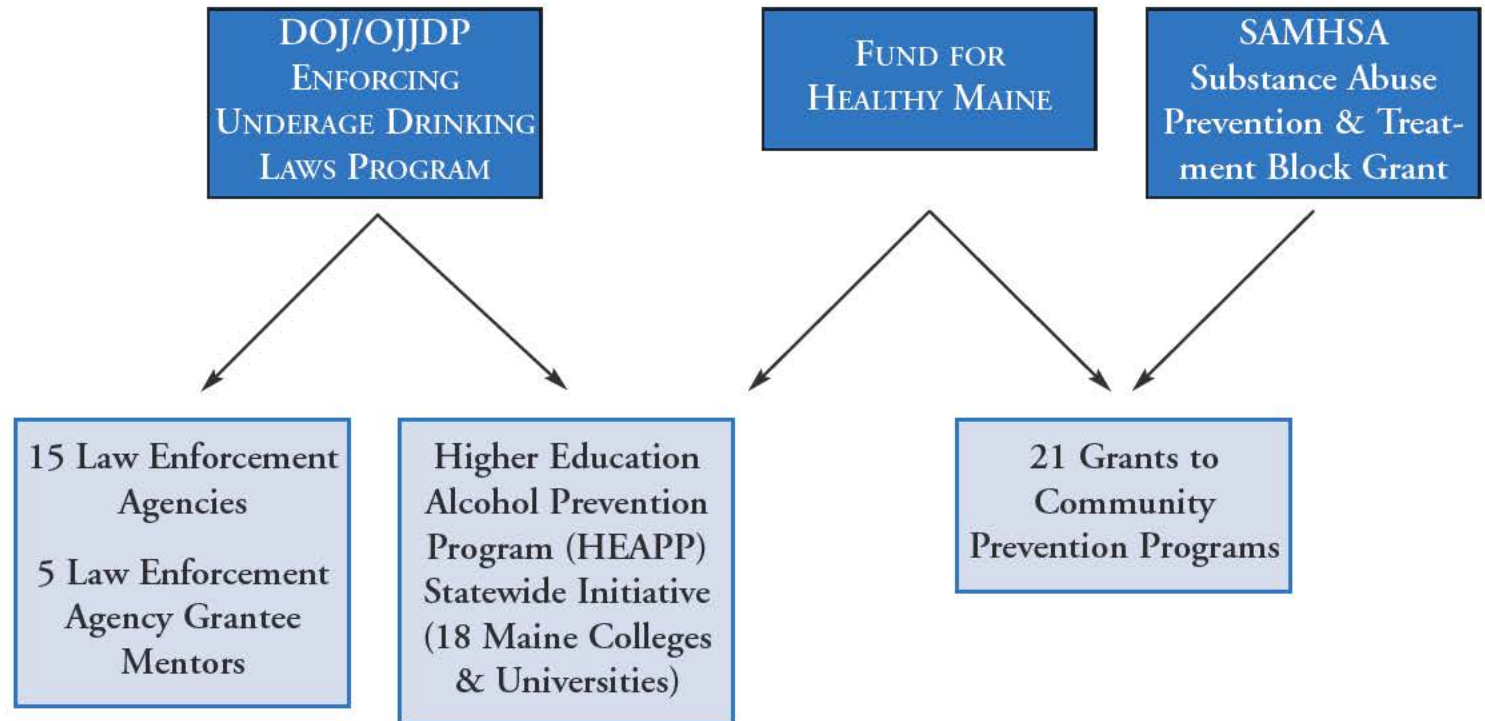 DOJ/OJJDP
ENFORCING
UNDERAGE DRINKING
LAWS PROGRAM
FUND FOR
HEALTHY MAINE
SAMHSA
Substance Abuse
Prevention & Treat-
ment Block Grant
15 Law Enforcement
Agencies
5 Law Enforcement
Agency Grantee
Mentors
Higher Education
Alcohol Prevention
Program (HEAPP)
Statewide Initiative
(18 Maine Colleges
& Universities)
21 Grants to
Community
Prevention Programs